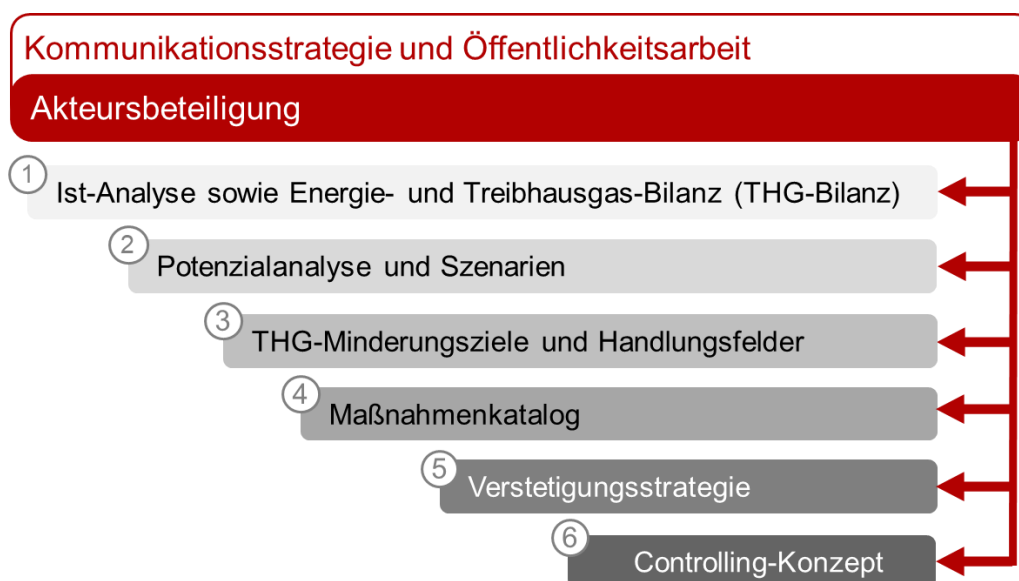 Kommunikationsstrategie und Öffentlichkeitsarbeit
Akteursbeteiligung
1
Ist-Analyse sowie Energie- und Treibhausgas-Bilanz (THG-Bilanz)
2
Potenzialanalyse und Szenarien
3
THG-Minderungsziele und Handlungsfelder
4
Maßnahmenkatalog
5
Verstetigungsstrategie
6
Controlling-Konzept